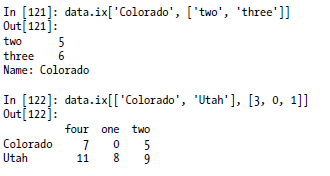 In [121]: data.ix['Colorado', ['two', 'three']]
Out[121]:
two 5
three 6
Name: Colorado
In [122]: data.ix[['Colorado', 'Utah'], [3, 0, 1]]
Out[122]:
four one two
Colorado 7 0 5
Utah 11 8 9